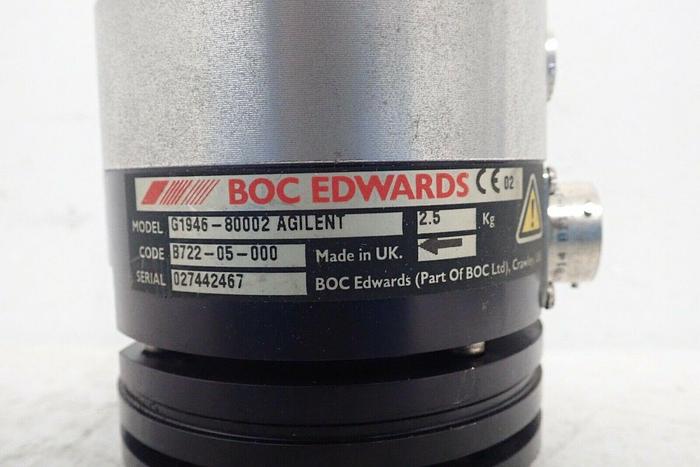 BOC EDWARDS CE 02
MODEL G1946-80002 AGILENT 2.5 Kg
CODE B722-05-000 Made in UK.
SERIAL 027442467 BOC Edwards (Part Of BOC Ltd), Crawley,